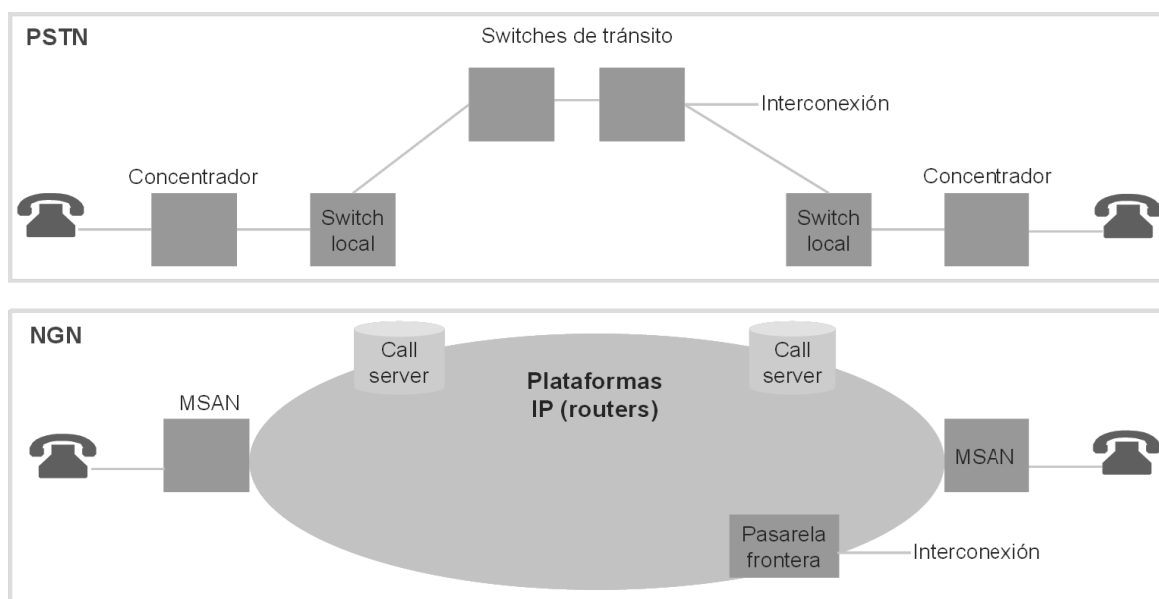 PSTN
Switches de tránsito
Interconexión
Concentrador
Concentrador
Switch
local
Switch
local
NGN
Call
server
Call
server
Plataformas
IP (routers)
MSAN
MSAN
Pasarela
frontera
Interconexión